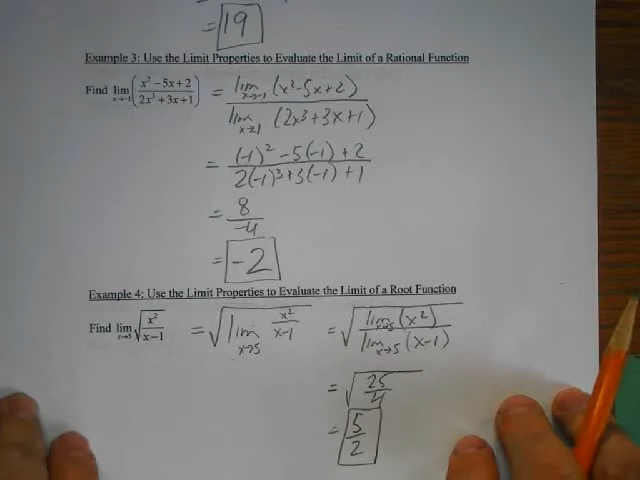 = 19
Example 3: Use the Limit Properties to Evaluate the Limit of a Rational Function
Find lim x→-1 (x² - 5x + 2 / 2x³ + 3x + 1) = lim x→-1 (x² - 5x + 2) / lim x→1 (2x³ + 3x + 1)
= (-1)² - 5(-1) + 2 / 2(-1)³ + 3(-1) + 1
= 8 / -4
= -2
Example 4: Use the Limit Properties to Evaluate the Limit of a Root Function
Find lim x→5 √(x² / x - 1) = √(lim x→5 x² / x - 1) = √(lim x→5 (x²) / lim x→5 (x - 1))
= √(25 / 4)
= 5 / 2